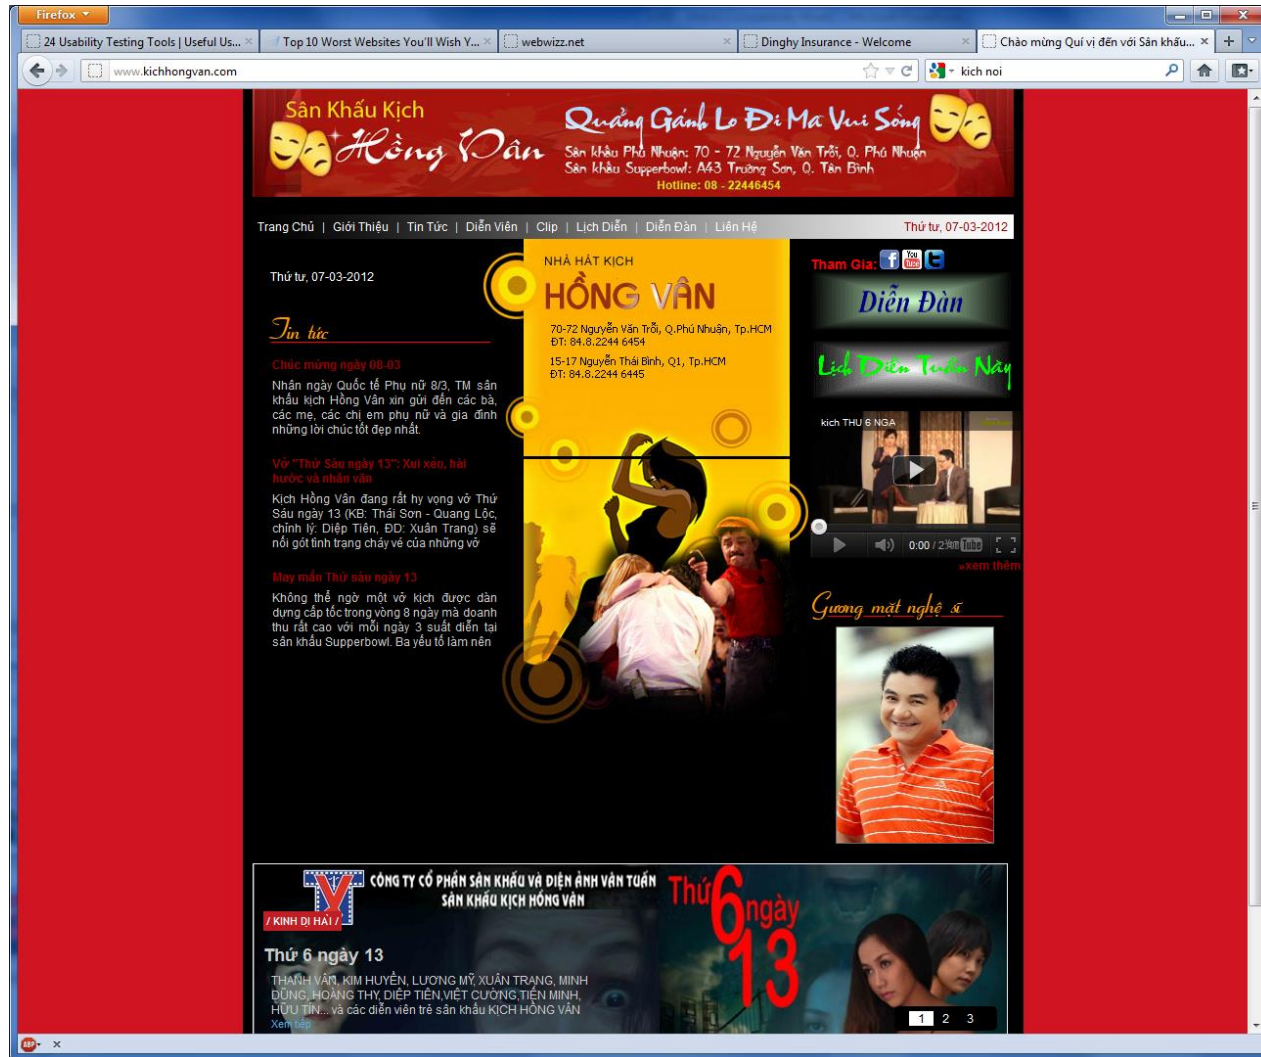 Firefox
24 Usability Testing Tools | Useful Us...
Top 10 Worst Websites You'll Wish Y...
webwizz.net
Dinghy Insurance - Welcome
Chào mừng Quí vị đến với Sân khấu...
www.kichhongvan.com
kich noi
Sân Khấu Kịch
Hồng Vân
Quẳng Gánh Lo Đi Mà Vui Sống
Sân khấu Phú Nhuận: 70 - 72 Nguyễn Văn Trỗi, Q. Phú Nhuận
Sân khấu Supperbowl: A43 Trường Sơn, Q. Tân Bình
Hotline: 08 - 22446454
Trang Chủ | Giới Thiệu | Tin Tức | Diễn Viên | Clip | Lịch Diễn | Diễn Đàn | Liên Hệ
Thứ tư, 07-03-2012
Thứ tư, 07-03-2012
Tin tức
Chúc mừng ngày 08-03
Nhân ngày Quốc tế Phụ nữ 8/3, TM sân
khấu kịch Hồng Vân xin gửi đến các bà,
các mẹ, các chị em phụ nữ và gia đình
những lời chúc tốt đẹp nhất.
Vở "Thứ Sáu ngày 13": Xui xẻo, hài
hước và nhân văn
Kịch Hồng Vân đang rất hy vọng vở Thứ
Sáu ngày 13 (KB: Thái Sơn - Quang Lộc,
chỉnh lý: Diệp Tiên, ĐD: Xuân Trang) sẽ
nối gót tình trạng cháy vé của những vở
May mắn Thứ sáu ngày 13
Không thể ngờ một vở kịch được dàn
dựng cấp tốc trong vòng 8 ngày mà doanh
thu rất cao với mỗi ngày 3 suất diễn tại
sân khấu Supperbowl. Ba yếu tố làm nên
NHÀ HÁT KỊCH
HỒNG VÂN
70-72 Nguyễn Văn Trỗi, Q.Phú Nhuận, Tp.HCM
ĐT: 84.8.2244 6454
15-17 Nguyễn Thái Bình, Q1, Tp.HCM
ĐT: 84.8.2244 6445
Tham Gia:
You Tube
Diễn Đàn
Lịch Diễn Tuần Này
kich THU 6 NGA
0:00 / 2
You Tube
»xem thêm
Gương mặt nghệ sĩ
CÔNG TY CỔ PHẦN SÂN KHẤU VÀ ĐIỆN ẢNH VÂN TUẤN
SÂN KHẤU KỊCH HỒNG VÂN
/ KINH DỊ HÀI /
Thứ 6 ngày 13
THANH VÂN, KIM HUYỀN, LƯƠNG MỸ, XUÂN TRANG, MINH
DŨNG, HOÀNG THY, DIỆP TIÊN,VIỆT CƯỜNG,TIẾN MINH,
HỮU TÍN... và các diễn viên trẻ sân khấu KỊCH HỒNG VÂN
Xem tiếp
Thứ 6 ngày 13
1 2 3
ABP